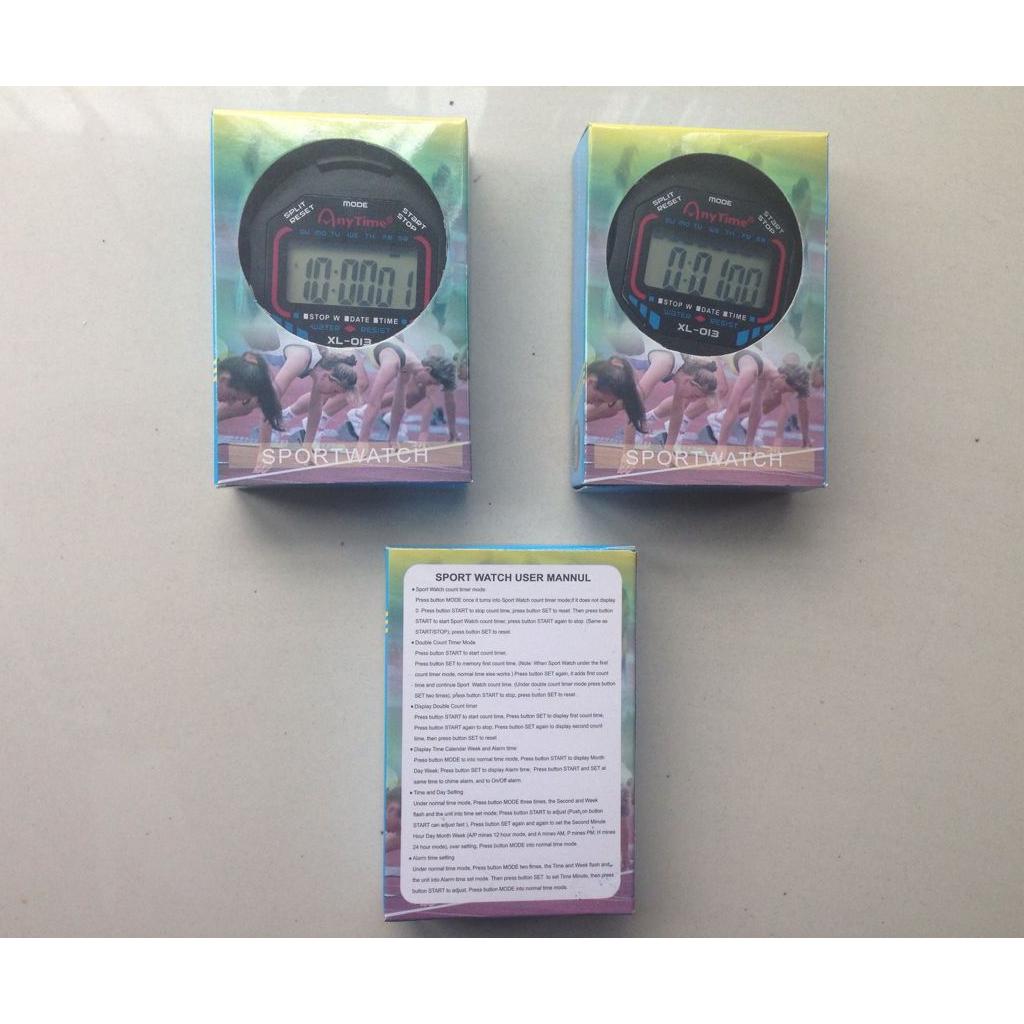 SPLIT
RESET
MODE
START
STOP
AnyTime®
SU MO TU WE TH FR SA
10:0001
STOP W DATE TIME
WATER RESIST
XL-013
SPORTWATCH
SPLIT
RESET
MODE
START
STOP
AnyTime®
SU MO TU WE TH FR SA
0:0100
STOP W DATE TIME
WATER RESIST
XL-013
SPORTWATCH
SPORT WATCH USER MANNUL
• Sport Watch count timer mode
Press button MODE once it turns into Sport Watch count timer mode;if it does not display
0 .Press button START to stop count time, press button SET to reset. Then press button
START to start Sport Watch count timer, press button START again to stop. (Same as
START/STOP), press button SET to reset.
• Double Count Timer Mode
Press button START to start count timer,
Press button SET to memory first count time, (Note: When Sport Watch under the first
count timer mode, normal time else works.) Press button SET again, it adds first count
time and continue Sport Watch count time. (Under double count timer mode press button
SET two times), press button START to stop, press button SET to reset.
• Display Double Count timer
Press button START to start count time, Press button SET to display first count time,
Press button START again to stop, Press button SET again to display second count
time, then press button SET to reset
• Display Time Calendar Week and Alarm time
Press button MODE to into normal time mode, Press button START to display Month
Day Week; Press button SET to display Alarm time, Press button START and SET at
same time to chime alarm, and to On/Off alarm.
• Time and Day Setting
Under normal time mode, Press button MODE three times, the Second and Week
flash and the unit into time set mode; Press button START to adjust (Push on button
START can adjust fast ), Press button SET again and again to set the Second Minute
Hour Day Month Week (A/P mines 12 hour mode, and A mines AM, P mines PM, H mines
24 hour mode), over setting, Press button MODE into normal time mode.
• Alarm time setting
Under normal time mode, Press button MODE two times, the Time and Week flash and
the unit into Alarm time set mode. Then press button SET to set Time Minute, then press
button START to adjust. Press button MODE into normal time mode.